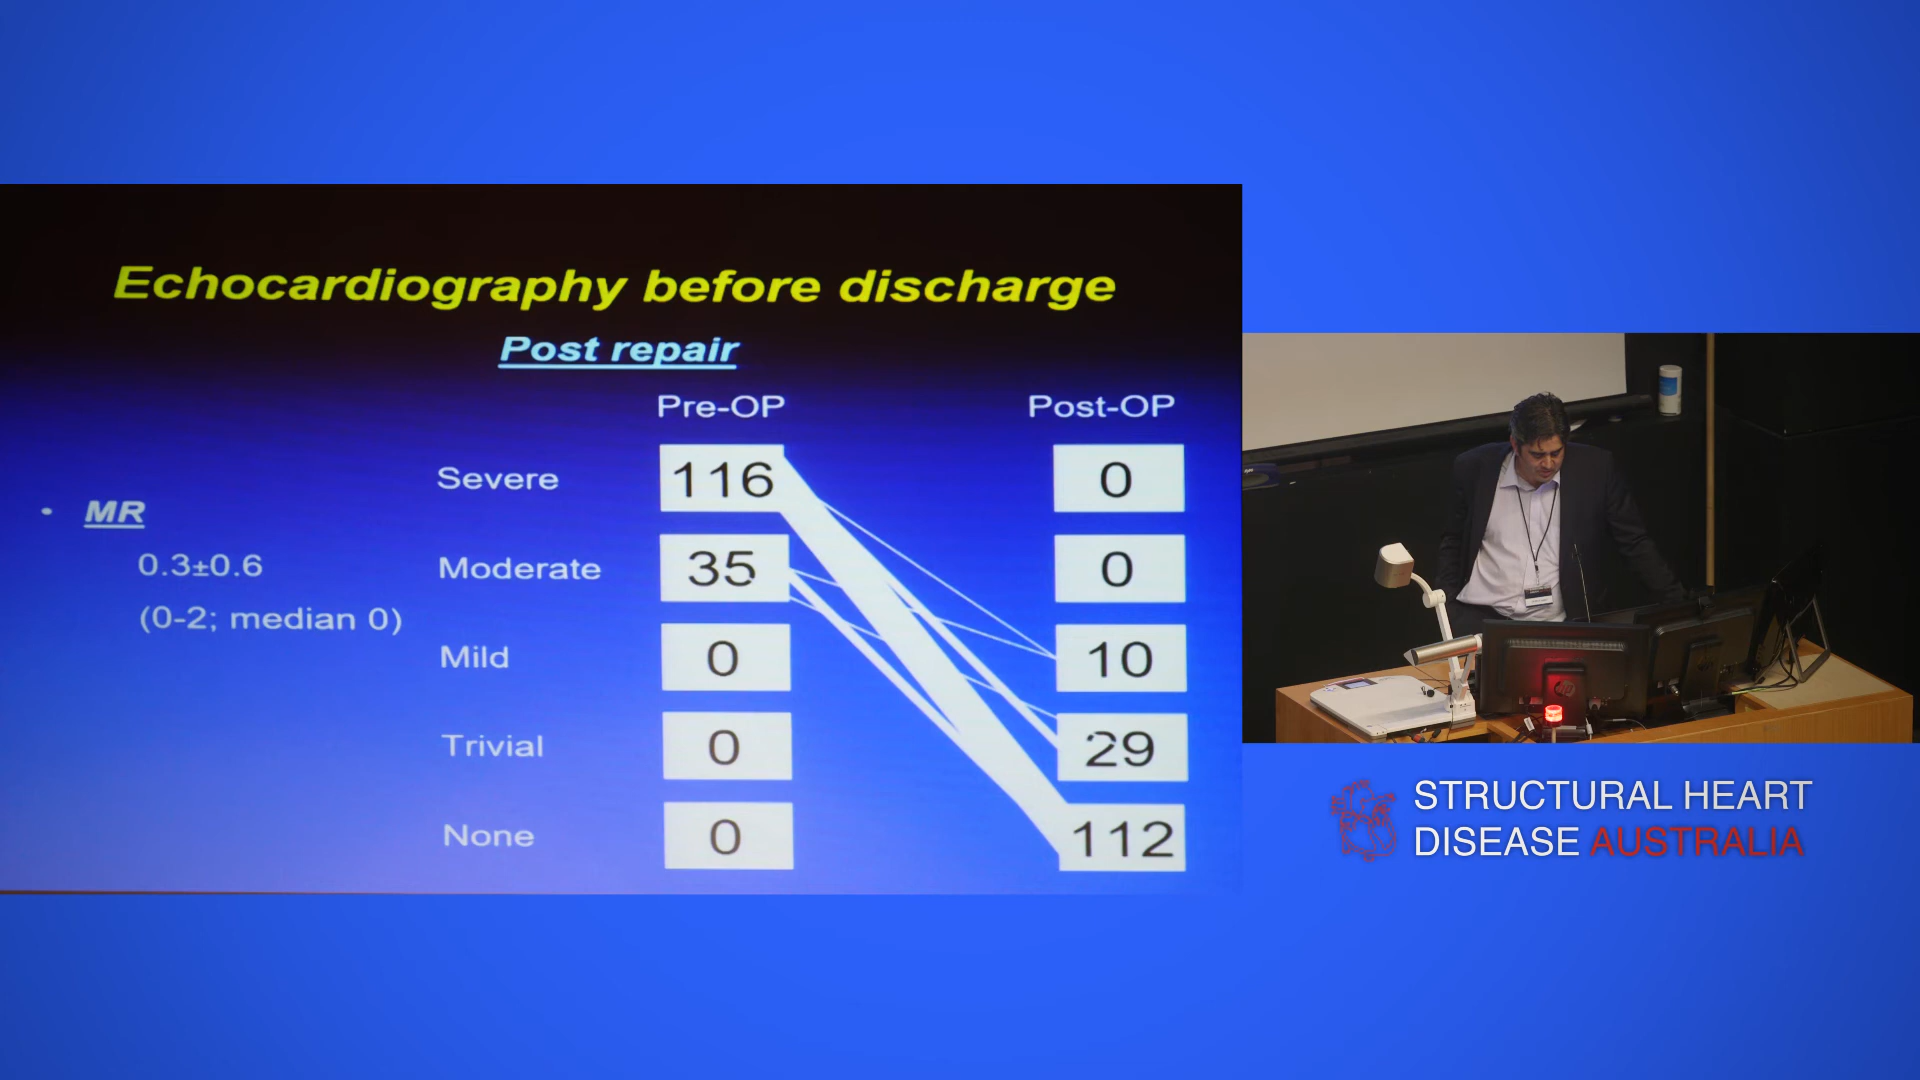 Echocardiography before discharge
Post repair
Pre-OP Post-OP
Severe 116 0
• MR
0.3±0.6
Moderate 35 0
(0-2; median 0)
Mild 0 10
Trivial 0 29
None 0 112
STRUCTURAL HEART
DISEASE AUSTRALIA